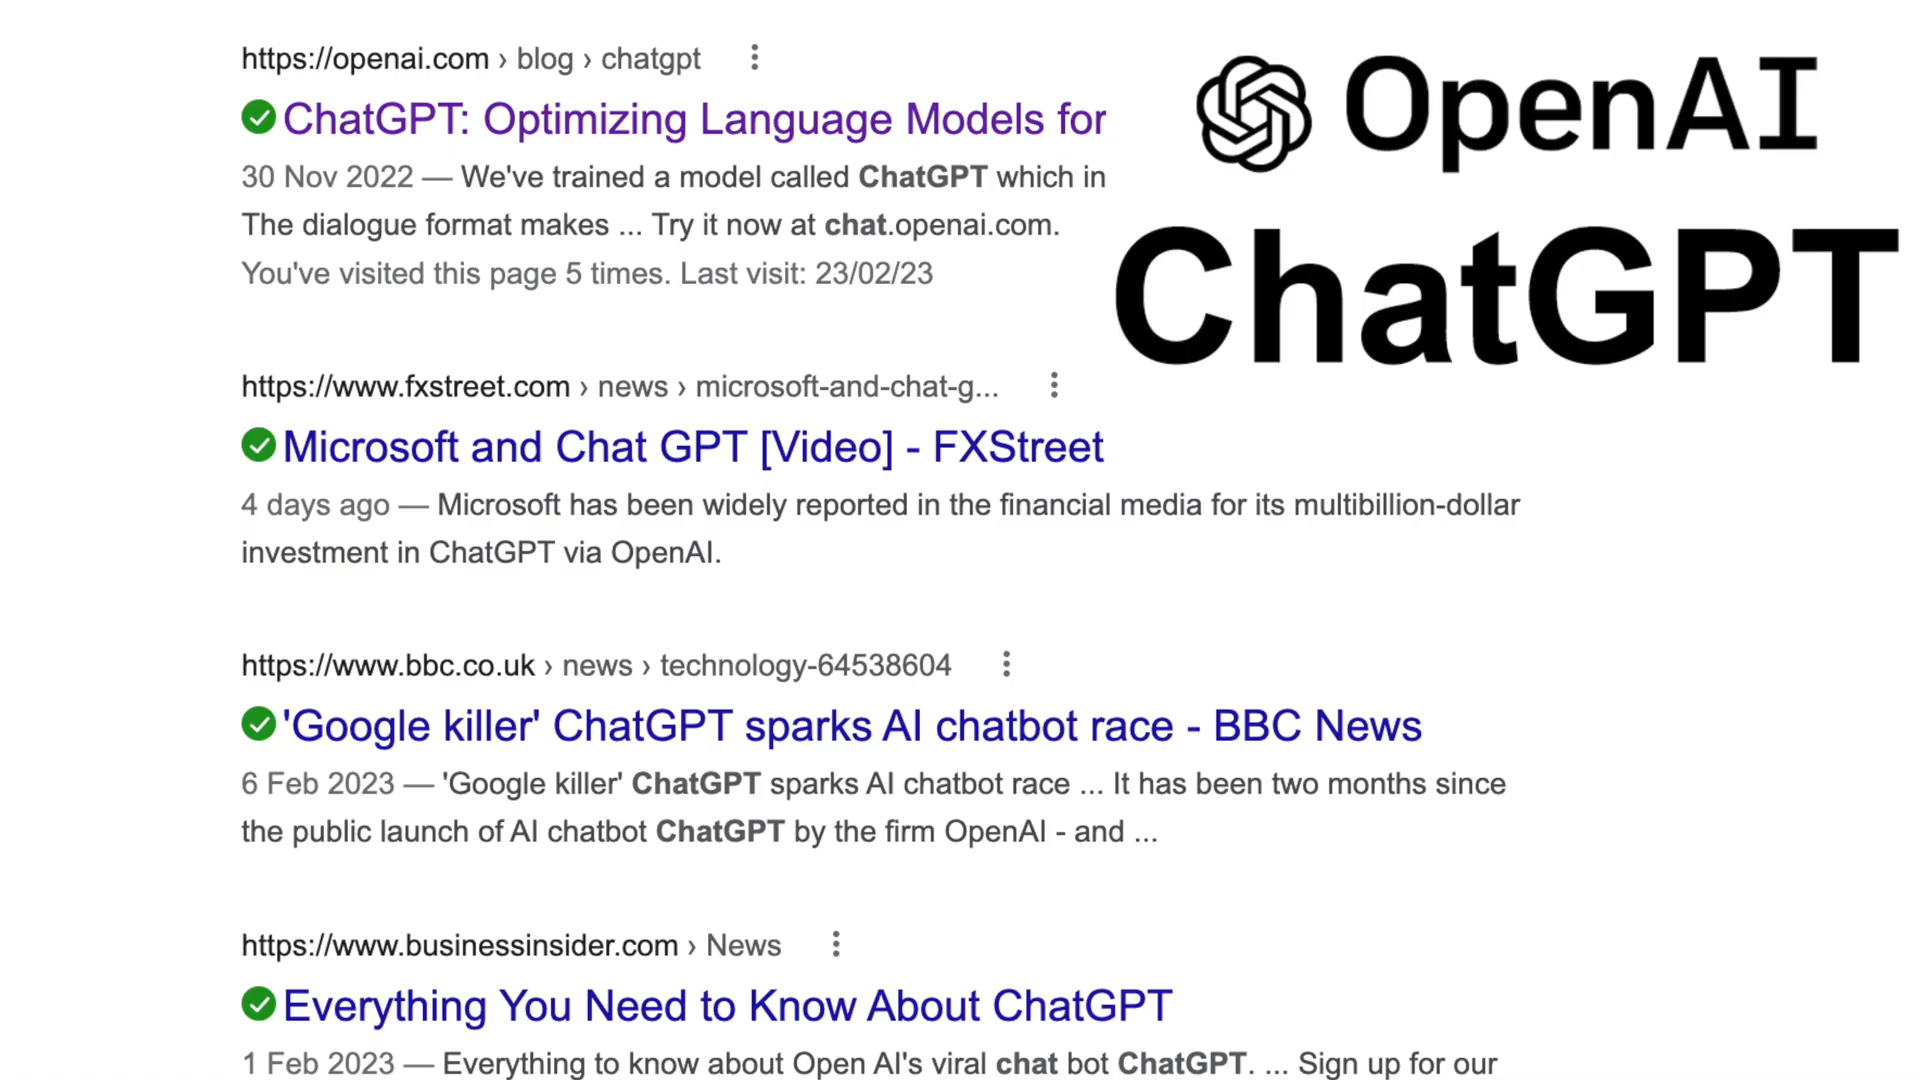 https://openai.com › blog › chatgpt
ChatGPT: Optimizing Language Models for
30 Nov 2022 — We've trained a model called ChatGPT which in
The dialogue format makes ... Try it now at chat.openai.com.
You've visited this page 5 times. Last visit: 23/02/23
OpenAI
ChatGPT
https://www.fxstreet.com › news › microsoft-and-chat-g...
Microsoft and Chat GPT [Video] - FXStreet
4 days ago — Microsoft has been widely reported in the financial media for its multibillion-dollar
investment in ChatGPT via OpenAI.
https://www.bbc.co.uk › news › technology-64538604
'Google killer' ChatGPT sparks AI chatbot race - BBC News
6 Feb 2023 — 'Google killer' ChatGPT sparks AI chatbot race ... It has been two months since
the public launch of AI chatbot ChatGPT by the firm OpenAI - and ...
https://www.businessinsider.com › News
Everything You Need to Know About ChatGPT
1 Feb 2023 — Everything to know about Open AI's viral chat bot ChatGPT. ... Sign up for our